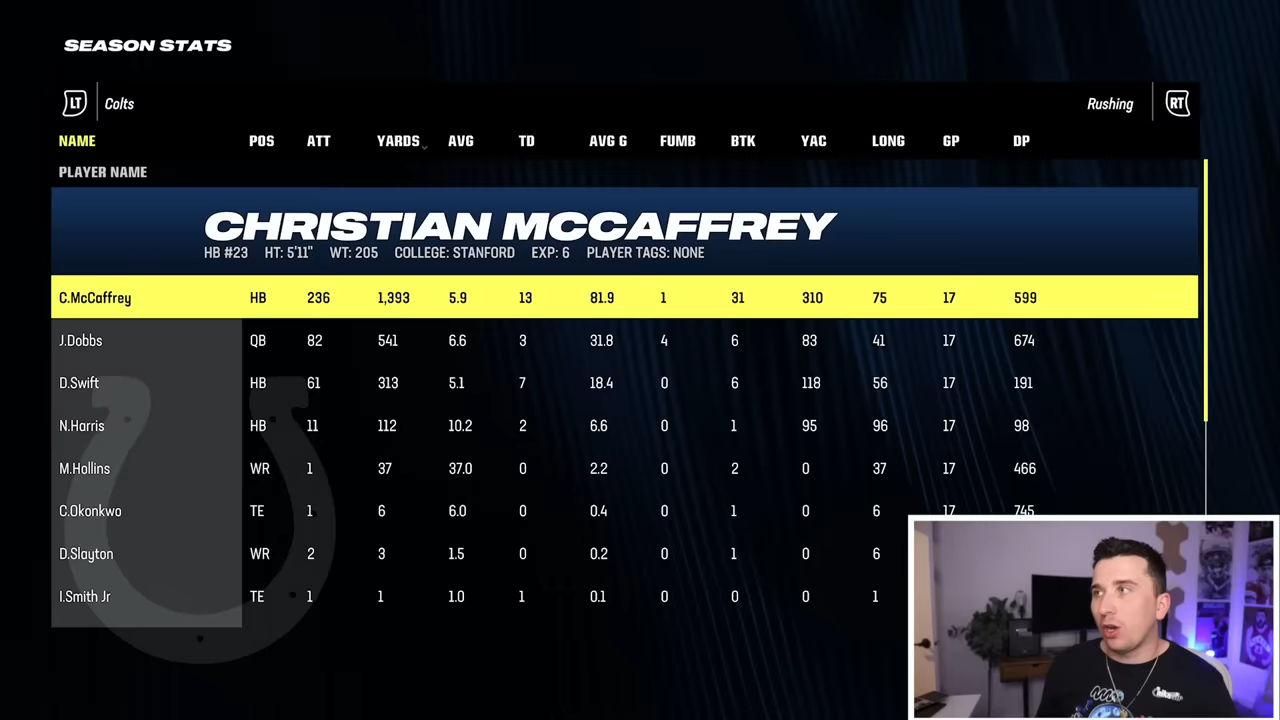 SEASON STATS
LT Colts Rushing RT
NAME POS ATT YARDS AVG TD AVG G FUMB BTK YAC LONG GP DP
PLAYER NAME
CHRISTIAN MCCAFFREY
HB #23 HT: 5'11" WT: 205 COLLEGE: STANFORD EXP: 6 PLAYER TAGS: NONE
C.McCaffrey HB 236 1,393 5.9 13 81.9 1 31 310 75 17 599
J.Dobbs QB 82 541 6.6 3 31.8 4 6 83 41 17 674
D.Swift HB 61 313 5.1 7 18.4 0 6 118 56 17 191
N.Harris HB 11 112 10.2 2 6.6 0 1 95 96 17 98
M.Hollins WR 1 37 37.0 0 2.2 0 2 0 37 17 466
C.Okonkwo TE 1 6 6.0 0 0.4 0 1 0 6 17 745
D.Slayton WR 2 3 1.5 0 0.2 0 1 0 6
I.Smith Jr TE 1 1 1.0 1 0.1 0 0 0 1